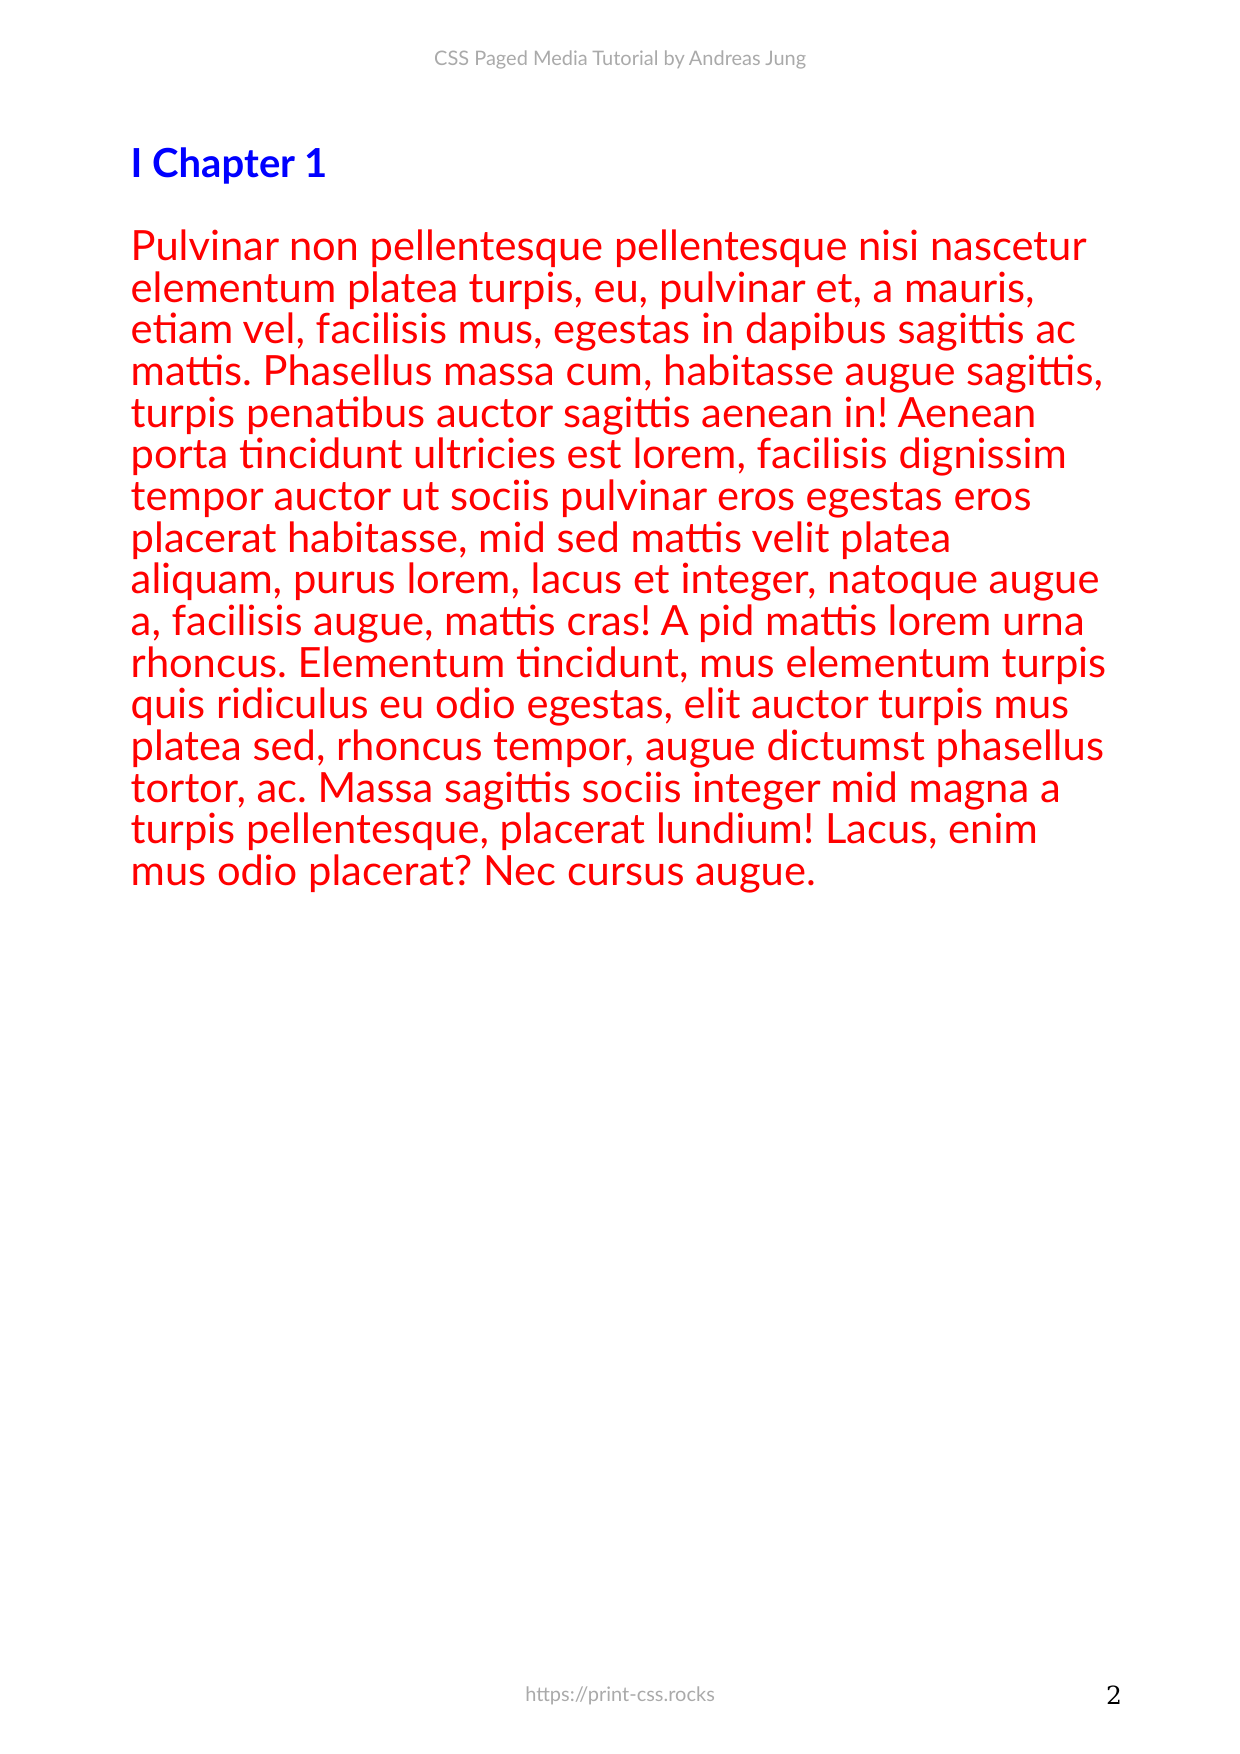 CSS Paged Media Tutorial by Andreas Jung
I Chapter 1
Pulvinar non pellentesque pellentesque nisi nascetur
elementum platea turpis, eu, pulvinar et, a mauris,
etiam vel, facilisis mus, egestas in dapibus sagittis ac
mattis. Phasellus massa cum, habitasse augue sagittis,
turpis penatibus auctor sagittis aenean in! Aenean
porta tincidunt ultricies est lorem, facilisis dignissim
tempor auctor ut sociis pulvinar eros egestas eros
placerat habitasse, mid sed mattis velit platea
aliquam, purus lorem, lacus et integer, natoque augue
a, facilisis augue, mattis cras! A pid mattis lorem urna
rhoncus. Elementum tincidunt, mus elementum turpis
quis ridiculus eu odio egestas, elit auctor turpis mus
platea sed, rhoncus tempor, augue dictumst phasellus
tortor, ac. Massa sagittis sociis integer mid magna a
turpis pellentesque, placerat lundium! Lacus, enim
mus odio placerat? Nec cursus augue.
https://print-css.rocks
2